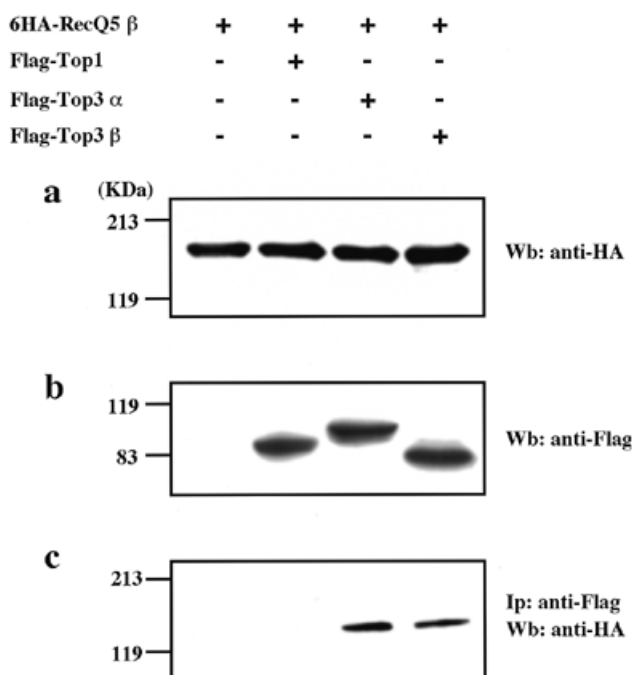 6HA-RecQ5 β + + + +
Flag-Top1 - + - -
Flag-Top3 α - - + -
Flag-Top3 β - - - +
a (KDa)
213
Wb: anti-HA
119
b
119
Wb: anti-Flag
83
c
213
Ip: anti-Flag
Wb: anti-HA
119